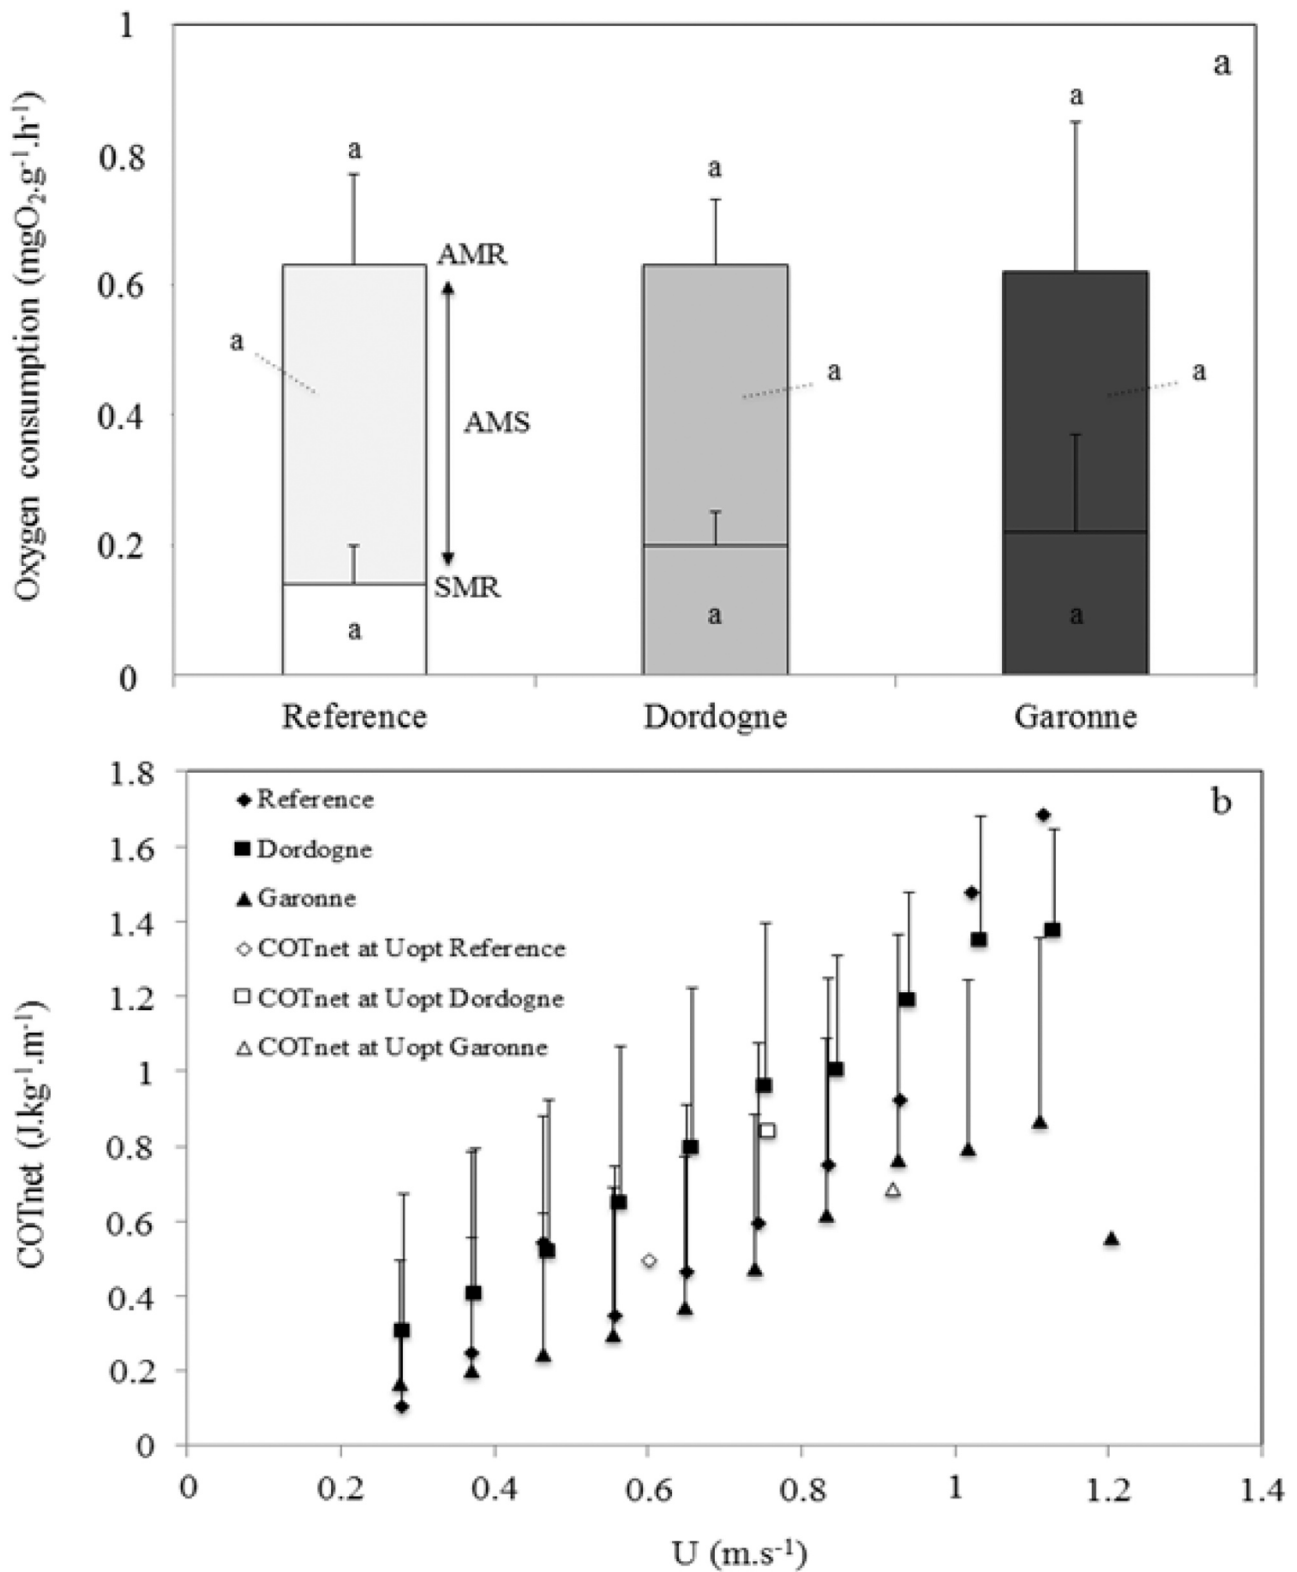 1
a
a
0.8
a
a
AMR
0.6
a
a
a
0.4
AMS
0.2
SMR
a
a
a
0
Oxygen consumption (mgO₂.g⁻¹.h⁻¹)
Reference
Dordogne
Garonne
1.8
b
Reference
Dordogne
Garonne
COTnet at Uopt Reference
COTnet at Uopt Dordogne
COTnet at Uopt Garonne
1.6
1.4
1.2
1
0.8
0.6
0.4
0.2
0
COTnet (J.kg⁻¹.m⁻¹)
0 0.2 0.4 0.6 0.8 1 1.2 1.4
U (m.s⁻¹)